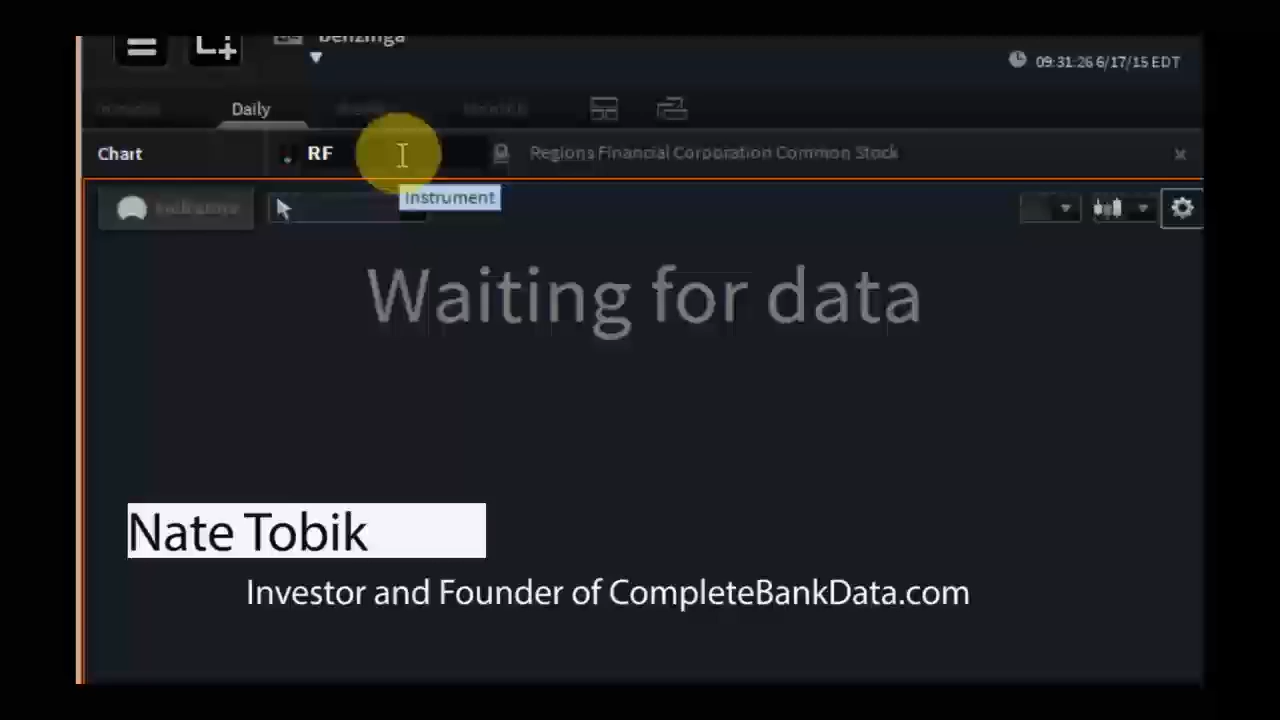 benzinga
09:31:26 6/17/15 EDT
Daily
Chart
RF
Regions Financial Corporation Common Stock
Instrument
Waiting for data
Nate Tobik
Investor and Founder of CompleteBankData.com